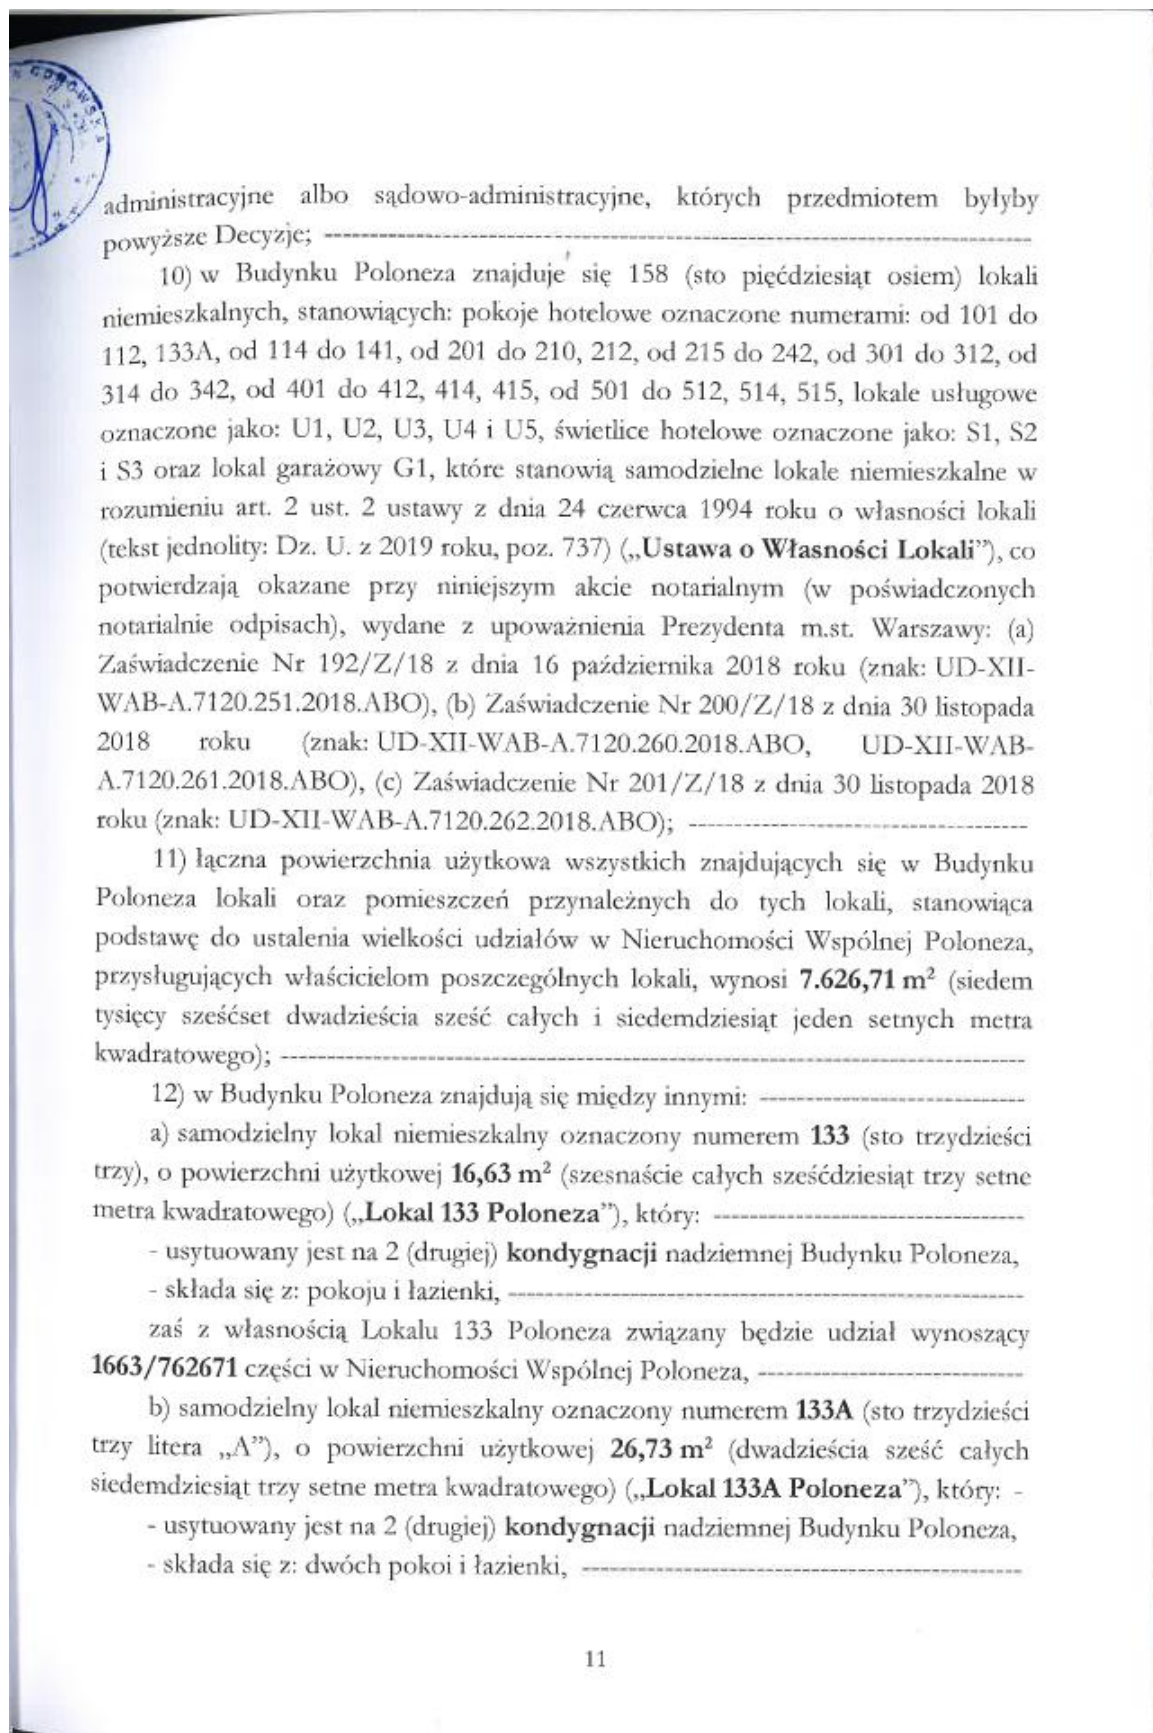 GÓROWSKA
administracyjne albo sądowo-administracyjne, których przedmiotem byłyby
powyższe Decyzje; ------------------------------------------------------------------------------
10) w Budynku Poloneza znajduje się 158 (sto pięćdziesiąt osiem) lokali
niemieszkalnych, stanowiących: pokoje hotelowe oznaczone numerami: od 101 do
112, 133A, od 114 do 141, od 201 do 210, 212, od 215 do 242, od 301 do 312, od
314 do 342, od 401 do 412, 414, 415, od 501 do 512, 514, 515, lokale usługowe
oznaczone jako: U1, U2, U3, U4 i U5, świetlice hotelowe oznaczone jako: S1, S2
i S3 oraz lokal garażowy G1, które stanowią samodzielne lokale niemieszkalne w
rozumieniu art. 2 ust. 2 ustawy z dnia 24 czerwca 1994 roku o własności lokali
(tekst jednolity: Dz. U. z 2019 roku, poz. 737) („Ustawa o Własności Lokali”), co
potwierdzają okazane przy niniejszym akcie notarialnym (w poświadczonych
notarialnie odpisach), wydane z upoważnienia Prezydenta m.st. Warszawy: (a)
Zaświadczenie Nr 192/Z/18 z dnia 16 października 2018 roku (znak: UD-XII-
WAB-A.7120.251.2018.ABO), (b) Zaświadczenie Nr 200/Z/18 z dnia 30 listopada
2018 roku (znak: UD-XII-WAB-A.7120.260.2018.ABO, UD-XII-WAB-
A.7120.261.2018.ABO), (c) Zaświadczenie Nr 201/Z/18 z dnia 30 listopada 2018
roku (znak: UD-XII-WAB-A.7120.262.2018.ABO); -------------------------------------
11) łączna powierzchnia użytkowa wszystkich znajdujących się w Budynku
Poloneza lokali oraz pomieszczeń przynależnych do tych lokali, stanowiąca
podstawę do ustalenia wielkości udziałów w Nieruchomości Wspólnej Poloneza,
przysługujących właścicielom poszczególnych lokali, wynosi 7.626,71 m² (siedem
tysięcy sześćset dwadzieścia sześć całych i siedemdziesiąt jeden setnych metra
kwadratowego); ---------------------------------------------------------------------------------
12) w Budynku Poloneza znajdują się między innymi: -----------------------------
a) samodzielny lokal niemieszkalny oznaczony numerem 133 (sto trzydzieści
trzy), o powierzchni użytkowej 16,63 m² (szesnaście całych sześćdziesiąt trzy setne
metra kwadratowego) („Lokal 133 Poloneza”), który: ----------------------------------
- usytuowany jest na 2 (drugiej) kondygnacji nadziemnej Budynku Poloneza,
- składa się z: pokoju i łazienki, --------------------------------------------------------
zaś z własnością Lokalu 133 Poloneza związany będzie udział wynoszący
1663/762671 części w Nieruchomości Wspólnej Poloneza, -----------------------------
b) samodzielny lokal niemieszkalny oznaczony numerem 133A (sto trzydzieści
trzy litera „A”), o powierzchni użytkowej 26,73 m² (dwadzieścia sześć całych
siedemdziesiąt trzy setne metra kwadratowego) („Lokal 133A Poloneza”), który: -
- usytuowany jest na 2 (drugiej) kondygnacji nadziemnej Budynku Poloneza,
- składa się z: dwóch pokoi i łazienki, ------------------------------------------------
11